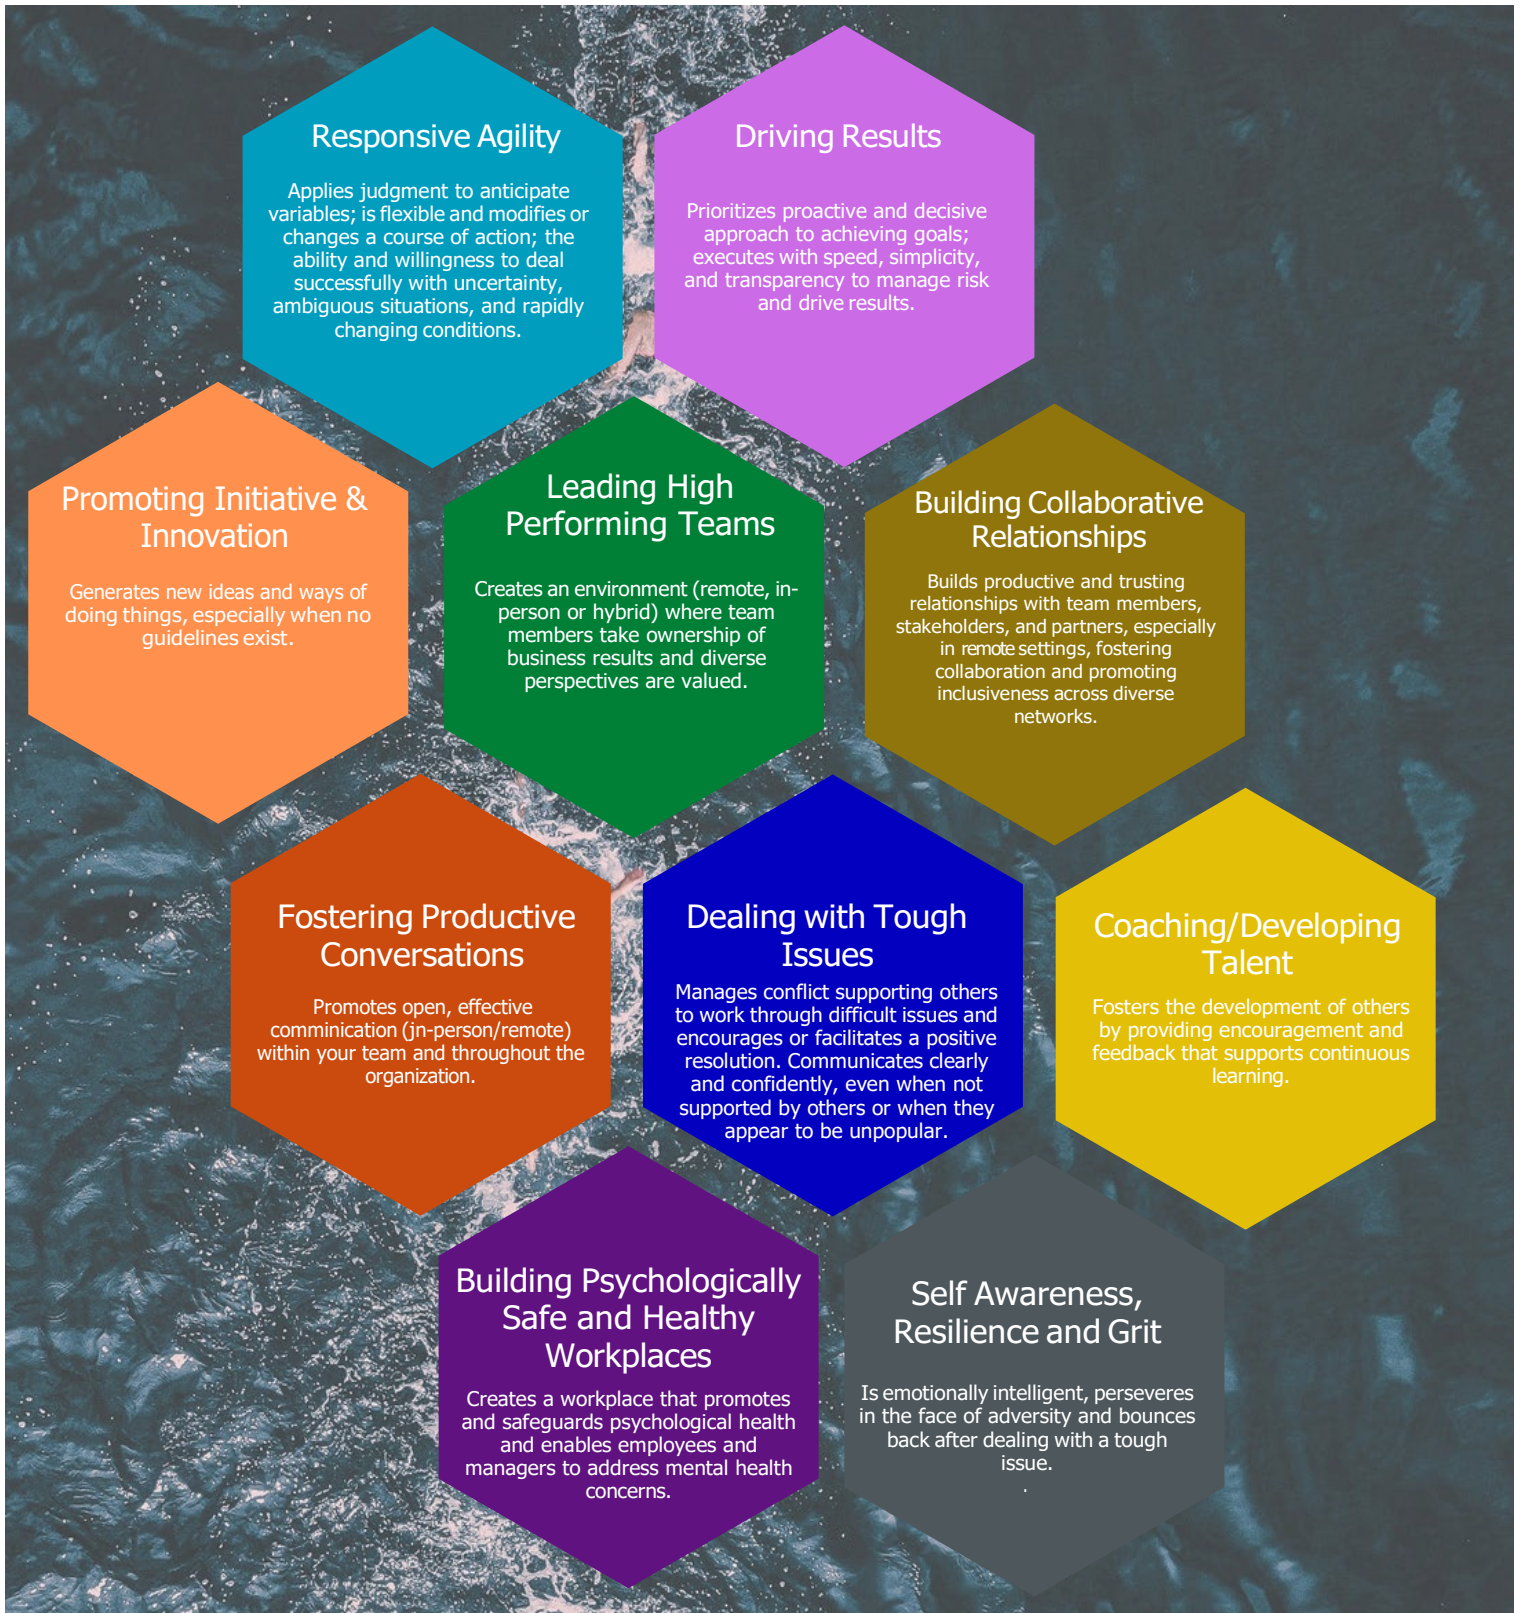 Responsive Agility
Applies judgment to anticipate
variables; is flexible and modifies or
changes a course of action; the
ability and willingness to deal
successfully with uncertainty,
ambiguous situations, and rapidly
changing conditions.
Driving Results
Prioritizes proactive and decisive
approach to achieving goals;
executes with speed, simplicity,
and transparency to manage risk
and drive results.
Promoting Initiative &
Innovation
Generates new ideas and ways of
doing things, especially when no
guidelines exist.
Leading High
Performing Teams
Creates an environment (remote, in-
person or hybrid) where team
members take ownership of
business results and diverse
perspectives are valued.
Building Collaborative
Relationships
Builds productive and trusting
relationships with team members,
stakeholders, and partners, especially
in remote settings, fostering
collaboration and promoting
inclusiveness across diverse
networks.
Fostering Productive
Conversations
Promotes open, effective
comminication (jn-person/remote)
within your team and throughout the
organization.
Dealing with Tough
Issues
Manages conflict supporting others
to work through difficult issues and
encourages or facilitates a positive
resolution. Communicates clearly
and confidently, even when not
supported by others or when they
appear to be unpopular.
Coaching/Developing
Talent
Fosters the development of others
by providing encouragement and
feedback that supports continuous
learning.
Building Psychologically
Safe and Healthy
Workplaces
Creates a workplace that promotes
and safeguards psychological health
and enables employees and
managers to address mental health
concerns.
Self Awareness,
Resilience and Grit
Is emotionally intelligent, perseveres
in the face of adversity and bounces
back after dealing with a tough
issue.
.